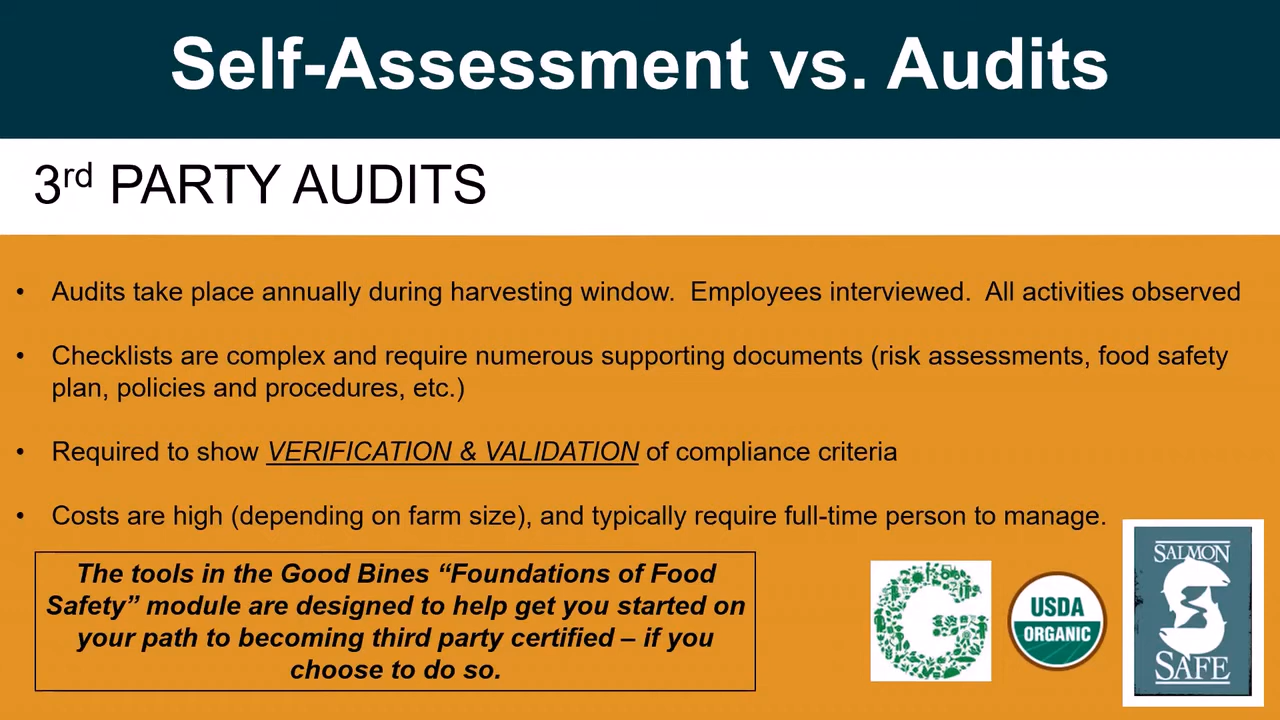 Self-Assessment vs. Audits
3rd PARTY AUDITS
• Audits take place annually during harvesting window.  Employees interviewed.  All activities observed
• Checklists are complex and require numerous supporting documents (risk assessments, food safety
plan, policies and procedures, etc.)
• Required to show VERIFICATION & VALIDATION of compliance criteria
• Costs are high (depending on farm size), and typically require full-time person to manage.
The tools in the Good Bines “Foundations of Food
Safety” module are designed to help get you started on
your path to becoming third party certified – if you
choose to do so.
G
USDA
ORGANIC
SALMON
SAFE